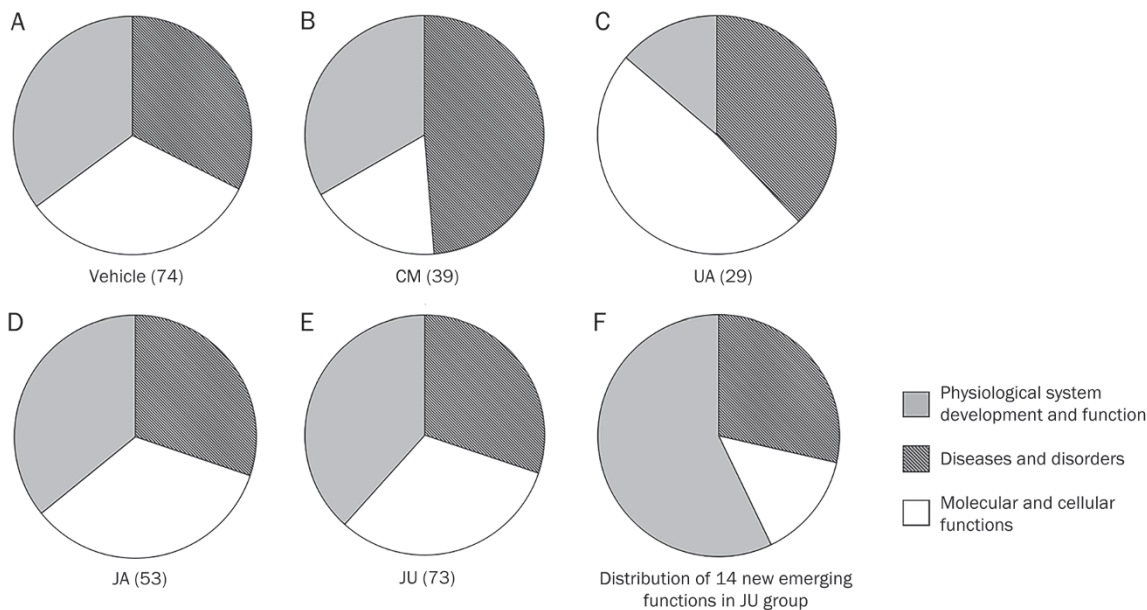 A
B
C
Vehicle (74)
CM (39)
UA (29)
D
E
F
JA (53)
JU (73)
Distribution of 14 new emerging
functions in JU group
Physiological system
development and function
Diseases and disorders
Molecular and cellular
functions